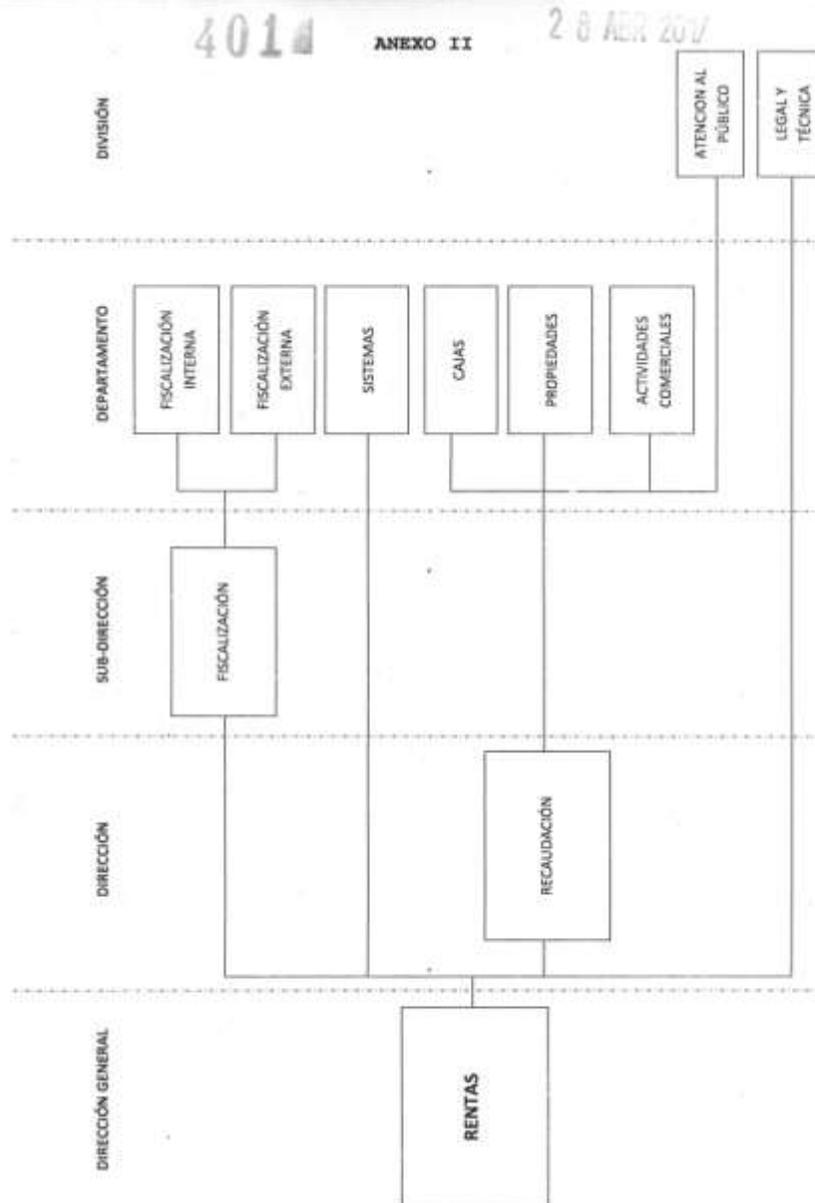 ANEXO II
28 ABR 2017
DIRECCIÓN GENERAL
DIRECCIÓN
SUB-DIRECCIÓN
DEPARTAMENTO
DIVISIÓN
RENTAS
RECAUDACIÓN
FISCALIZACIÓN
FISCALIZACIÓN
INTERNA
FISCALIZACIÓN
EXTERNA
SISTEMAS
CAJAS
PROPIEDADES
ACTIVIDADES
COMERCIALES
ATENCION AL
PÚBLICO
LEGAL Y
TÉCNICA